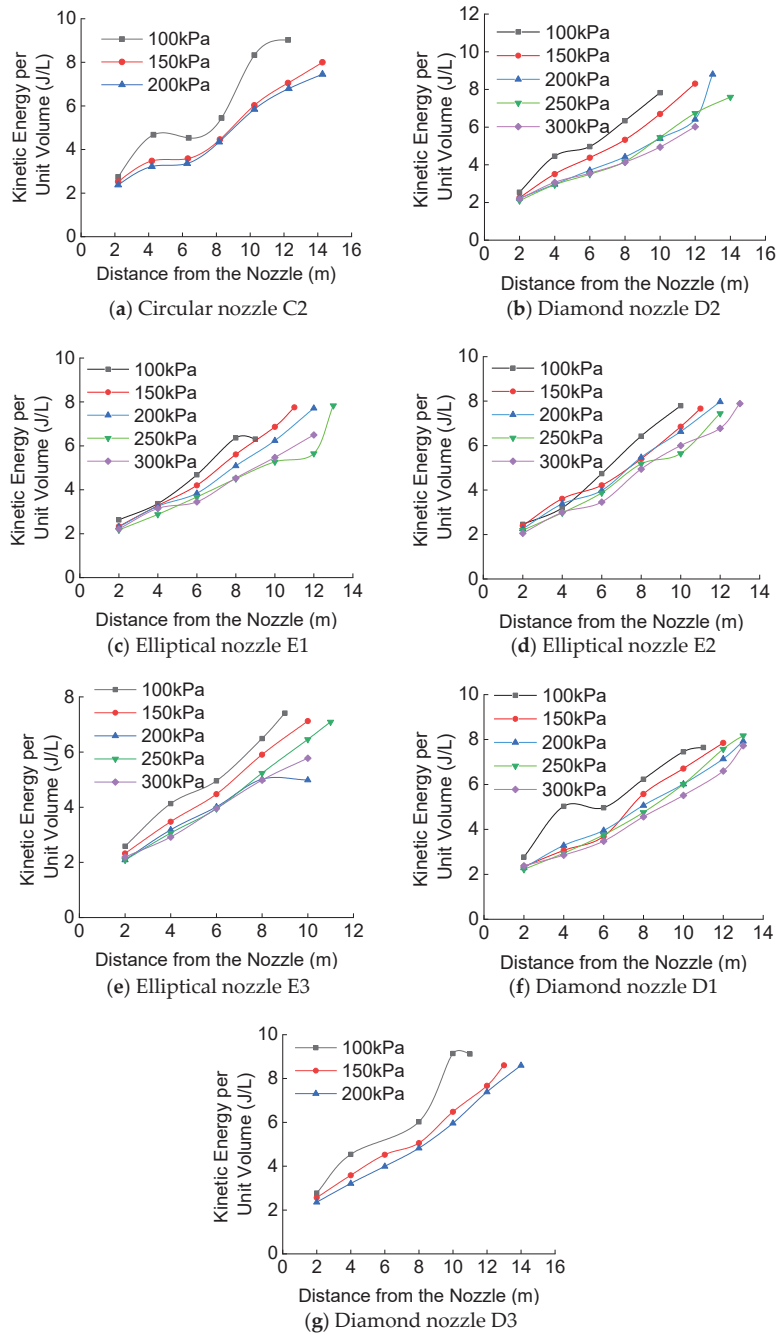 10
8
6
4
2
0
Kinetic Energy per
Unit Volume (J/L)
100kPa
150kPa
200kPa
0 2 4 6 8 10 12 14 16
Distance from the Nozzle (m)
(a) Circular nozzle C2
12
10
8
6
4
2
0
Kinetic Energy per
Unit Volume (J/L)
100kPa
150kPa
200kPa
250kPa
300kPa
0 2 4 6 8 10 12 14 16
Distance from the Nozzle (m)
(b) Diamond nozzle D2
10
8
6
4
2
0
Kinetic Energy per
Unit Volume (J/L)
100kPa
150kPa
200kPa
250kPa
300kPa
0 2 4 6 8 10 12 14
Distance from the Nozzle (m)
(c) Elliptical nozzle E1
10
8
6
4
2
0
Kinetic Energy per
Unit Volume (J/L)
100kPa
150kPa
200kPa
250kPa
300kPa
0 2 4 6 8 10 12 14
Distance from the Nozzle (m)
(d) Elliptical nozzle E2
8
6
4
2
0
Kinetic Energy per
Unit Volume (J/L)
100kPa
150kPa
200kPa
250kPa
300kPa
0 2 4 6 8 10 12
Distance from the Nozzle (m)
(e) Elliptical nozzle E3
10
8
6
4
2
0
Kinetic Energy per
Unit Volume (J/L)
100kPa
150kPa
200kPa
250kPa
300kPa
0 2 4 6 8 10 12 14
Distance from the Nozzle (m)
(f) Diamond nozzle D1
10
8
6
4
2
0
Kinetic Energy per
Unit Volume (J/L)
100kPa
150kPa
200kPa
0 2 4 6 8 10 12 14 16
Distance from the Nozzle (m)
(g) Diamond nozzle D3